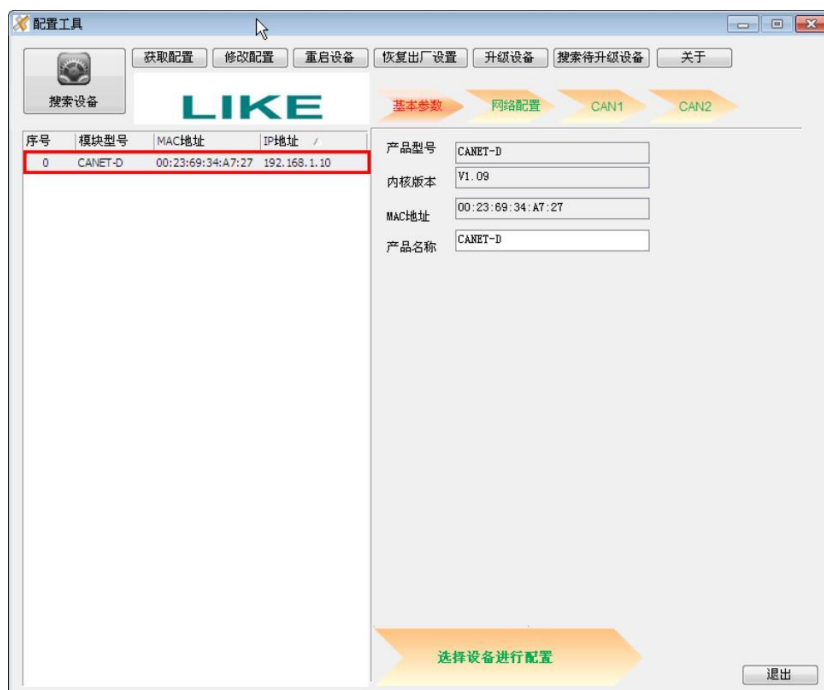 配置工具
获取配置 修改配置 重启设备 恢复出厂设置 升级设备 搜索待升级设备 关于
搜索设备
LIKE
基本参数 网络配置 CAN1 CAN2
序号 模块型号 MAC地址 IP地址 /
0 CANET-D 00:23:69:34:A7:27 192.168.1.10
产品型号 CANET-D
内核版本 V1.09
MAC地址 00:23:69:34:A7:27
产品名称 CANET-D
选择设备进行配置
退出